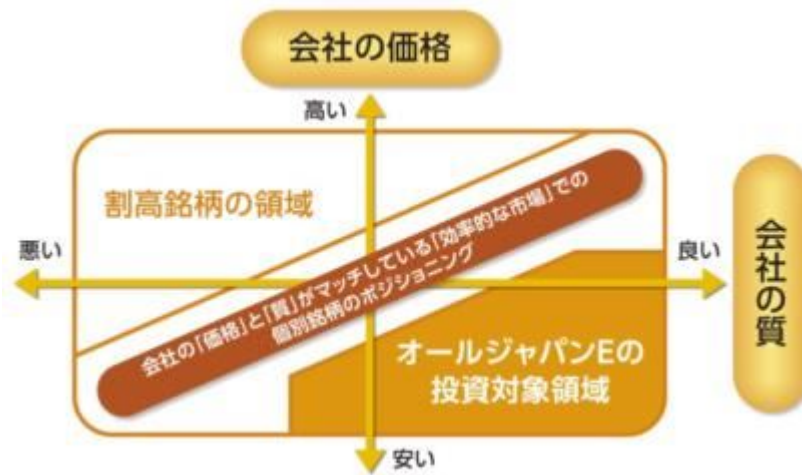 会社の価格
高い
割高銘柄の領域
会社の「価格」と「質」がマッチしている「効率的な市場」での
個別銘柄のポジショニング
悪い
良い
会社の質
オールジャパンEの
投資対象領域
安い